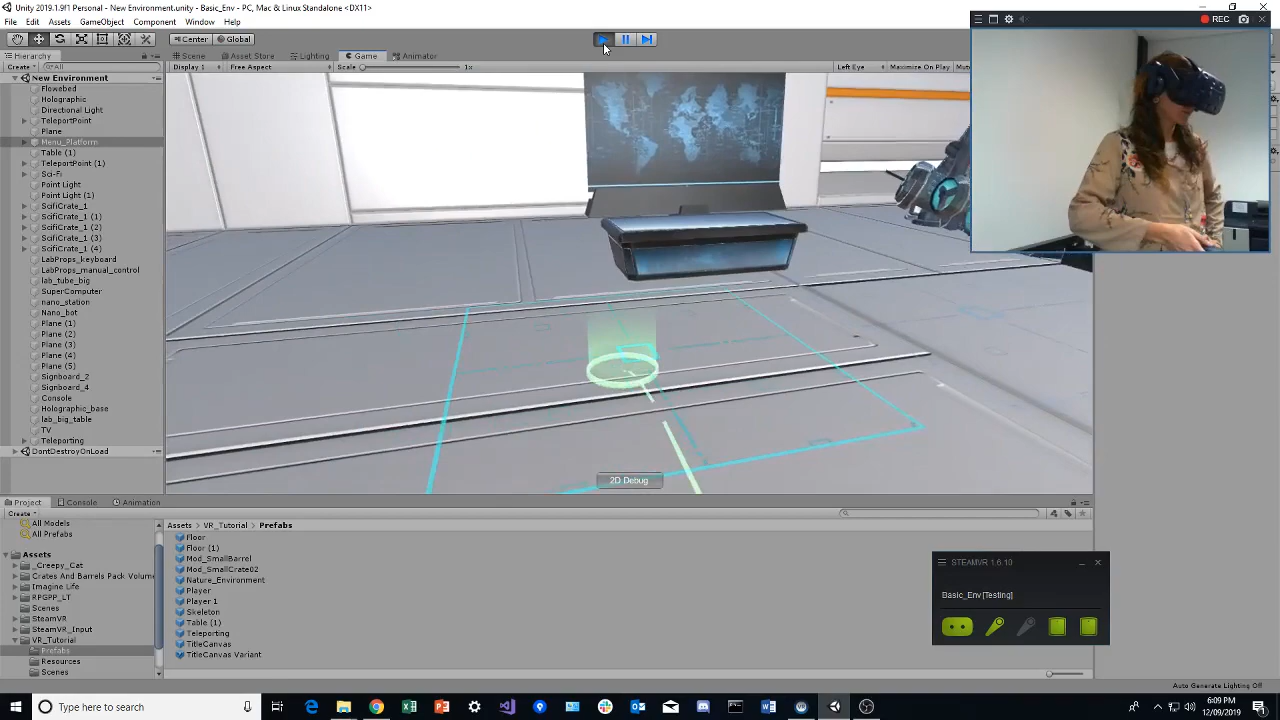 Unity 2019.1.9f1 Personal - New Environment.unity - Basic_Env - PC, Mac & Linux Standalone <DX11>
File Edit Assets GameObject Component Window Help
Center Global
REC
Hierarchy
Scene Asset Store Lighting Game Animator
Create All
Display 1 Free Aspect Scale 1x Left Eye Maximize On Play Mut
New Environment
Flowebed
Holographic
Directional Light
TeleportPoint
Plane
Menu_Platform
Table (1)
TeleportPoint (1)
Sci-Fi
Point Light
Point Light (1)
ScifiCrate_1
ScifiCrate_1 (1)
ScifiCrate_1 (2)
ScifiCrate_1 (3)
ScifiCrate_1 (4)
LabProps_keyboard
LabProps_manual_control
lab_tube_big
SuperComputer
nano_station
Nano_bot
Plane (1)
Plane (2)
Plane (3)
Plane (4)
Plane (5)
Signboard_2
Signboard_4
Console
Holographic_base
lab_big_table
TV
Teleporting
DontDestroyOnLoad
2D Debug
Project Console Animation
Create
All Models
All Prefabs
Assets
_Creepy_Cat
Crates And Barrels Pack Volume
Imagine Life
RPGPP_LT
Scenes
SteamVR
SteamVR_Input
VR_Tutorial
Prefabs
Resources
Scenes
Assets VR_Tutorial Prefabs
Floor
Floor (1)
Mod_SmallBarrel
Mod_SmallCrate02
Nature_Environment
Player
Player 1
Skeleton
Table (1)
Teleporting
TitleCanvas
TitleCanvas Variant
STEAMVR 1.6.10
Basic_Env [Testing]
Auto Generate Lighting Off
Type here to search
6:09 PM
12/09/2019